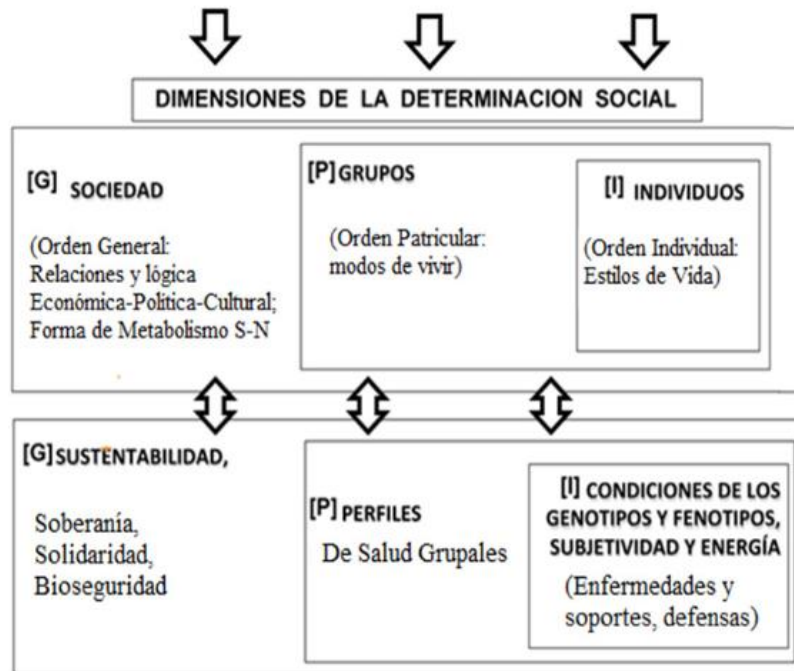 DIMENSIONES DE LA DETERMINACION SOCIAL
[G] SOCIEDAD
(Orden General:
Relaciones y lógica
Económica-Política-Cultural;
Forma de Metabolismo S-N
[P] GRUPOS
(Orden Patricular:
modos de vivir)
[I] INDIVIDUOS
(Orden Individual:
Estilos de Vida)
[G] SUSTENTABILIDAD,
Soberanía,
Solidaridad,
Bioseguridad
[P] PERFILES
De Salud Grupales
[I] CONDICIONES DE LOS
GENOTIPOS Y FENOTIPOS,
SUBJETIVIDAD Y ENERGÍA
(Enfermedades y
soportes, defensas)